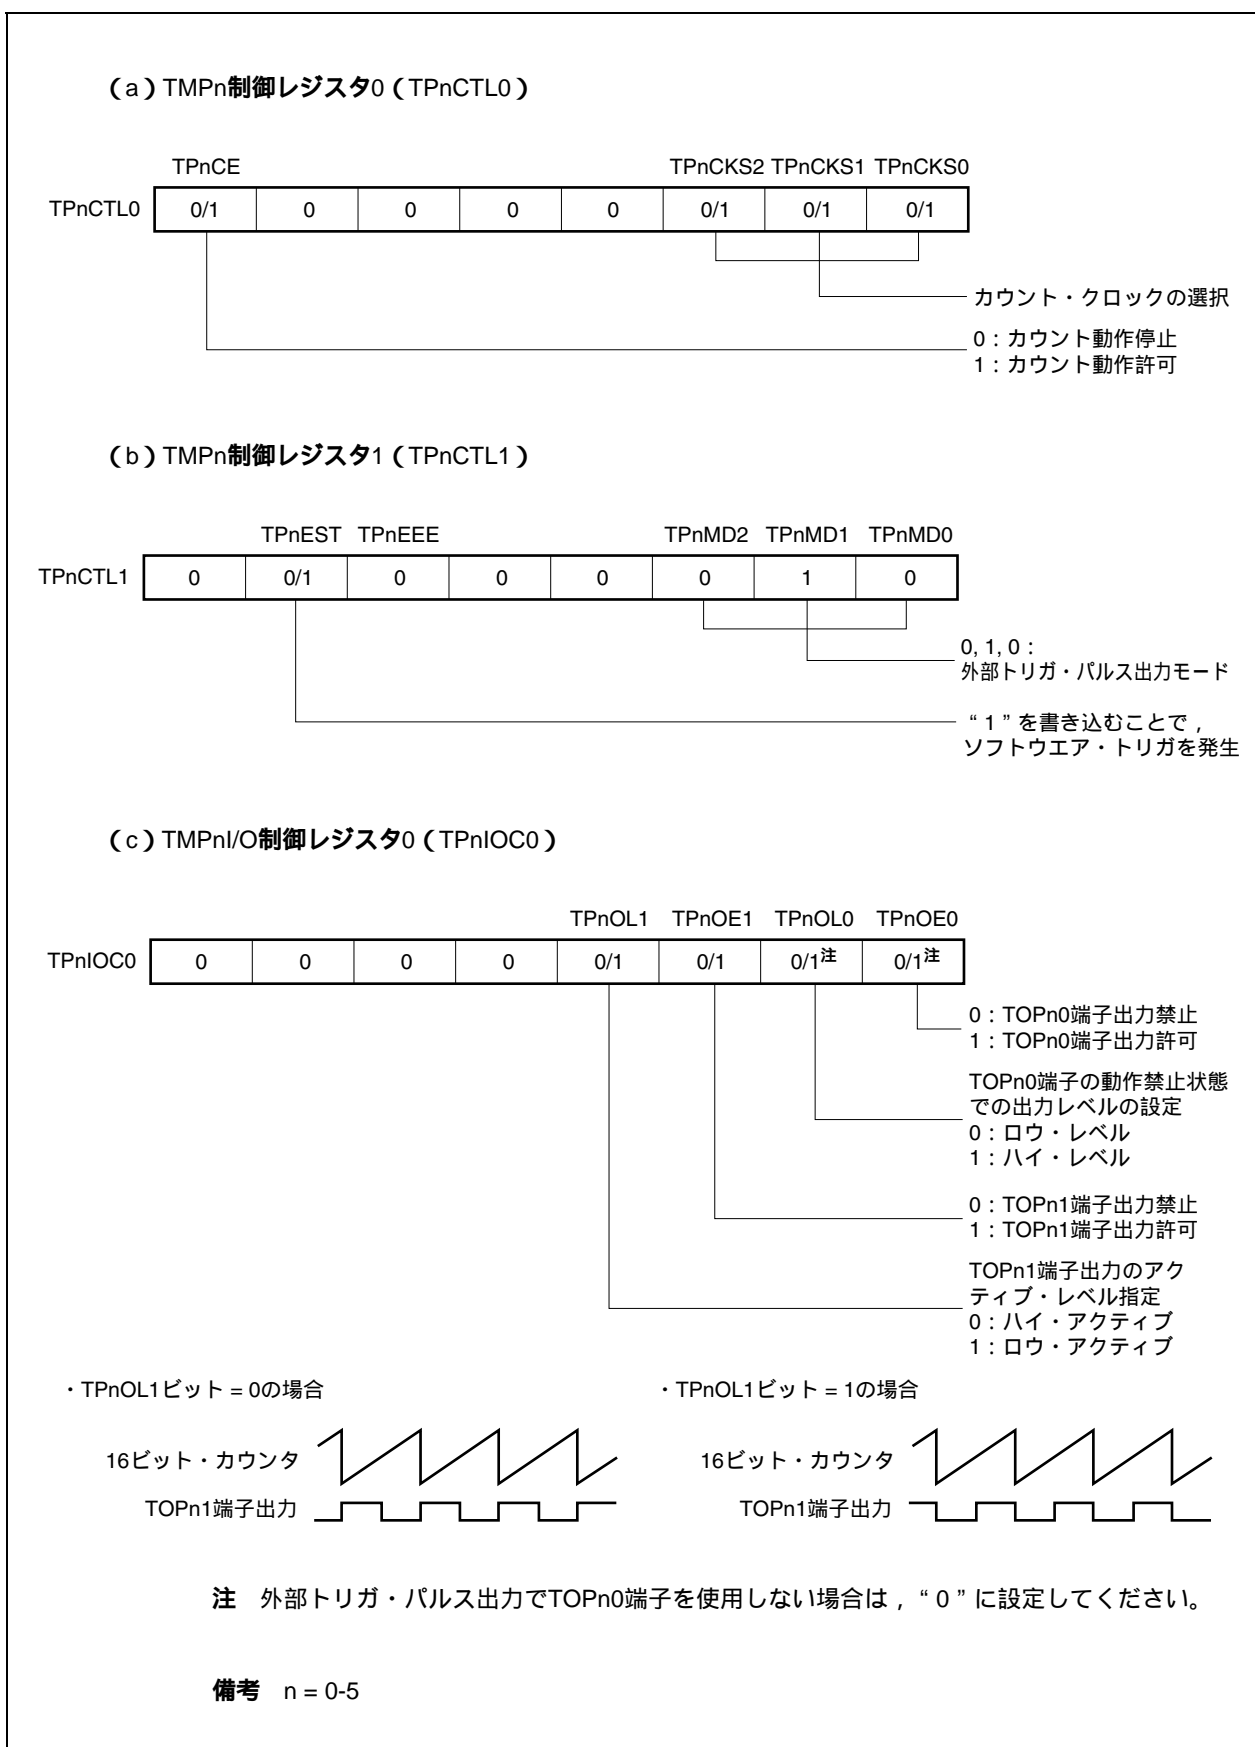 (a) TMPn制御レジスタ0 (TPnCTL0)
TPnCE TPnCKS2 TPnCKS1 TPnCKS0
TPnCTL0 0/1 0 0 0 0 0/1 0/1 0/1
カウント・クロックの選択
0：カウント動作停止
1：カウント動作許可
(b) TMPn制御レジスタ1 (TPnCTL1)
TPnEST TPnEEE TPnMD2 TPnMD1 TPnMD0
TPnCTL1 0 0/1 0 0 0 0 1 0
0, 1, 0：
外部トリガ・パルス出力モード
“1”を書き込むことで，
ソフトウエア・トリガを発生
(c) TMPnI/O制御レジスタ0 (TPnIOC0)
TPnOL1 TPnOE1 TPnOL0 TPnOE0
TPnIOC0 0 0 0 0 0/1 0/1 0/1注 0/1注
0：TOPn0端子出力禁止
1：TOPn0端子出力許可
TOPn0端子の動作禁止状態
での出力レベルの設定
0：ロウ・レベル
1：ハイ・レベル
0：TOPn1端子出力禁止
1：TOPn1端子出力許可
TOPn1端子出力のアク
ティブ・レベル指定
0：ハイ・アクティブ
1：ロウ・アクティブ
・TPnOL1ビット = 0の場合 ・TPnOL1ビット = 1の場合
16ビット・カウンタ 16ビット・カウンタ
TOPn1端子出力 TOPn1端子出力
注 外部トリガ・パルス出力でTOPn0端子を使用しない場合は，“0”に設定してください。
備考 n = 0-5